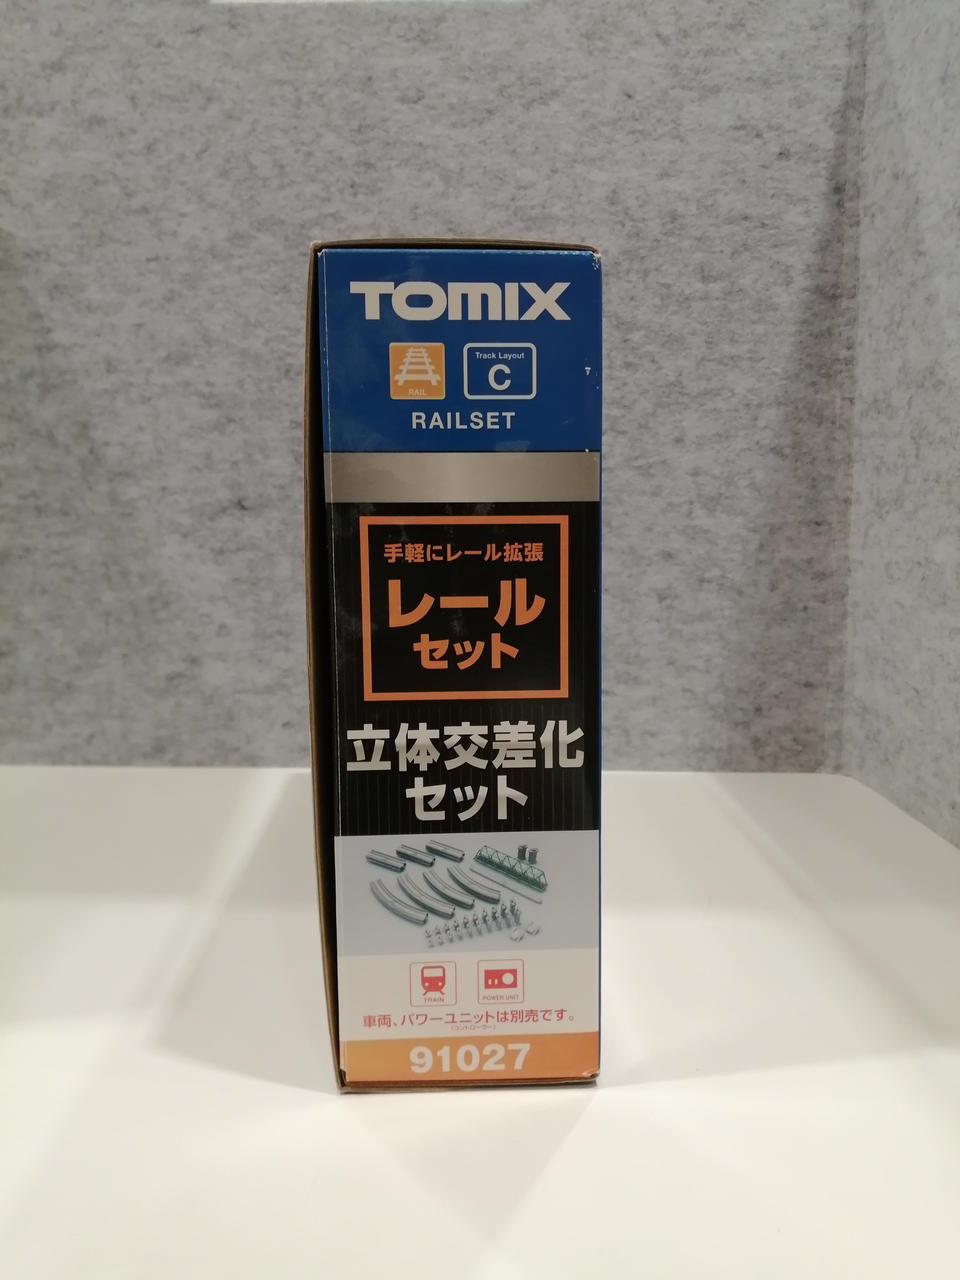 TOMIX
RAIL
Track Layout
C
RAILSET
手軽にレール拡張
レール
セット
立体交差化
セット
TRAIN
POWER UNIT
車両、パワーユニットは別売です。
(コントローラー)
91027